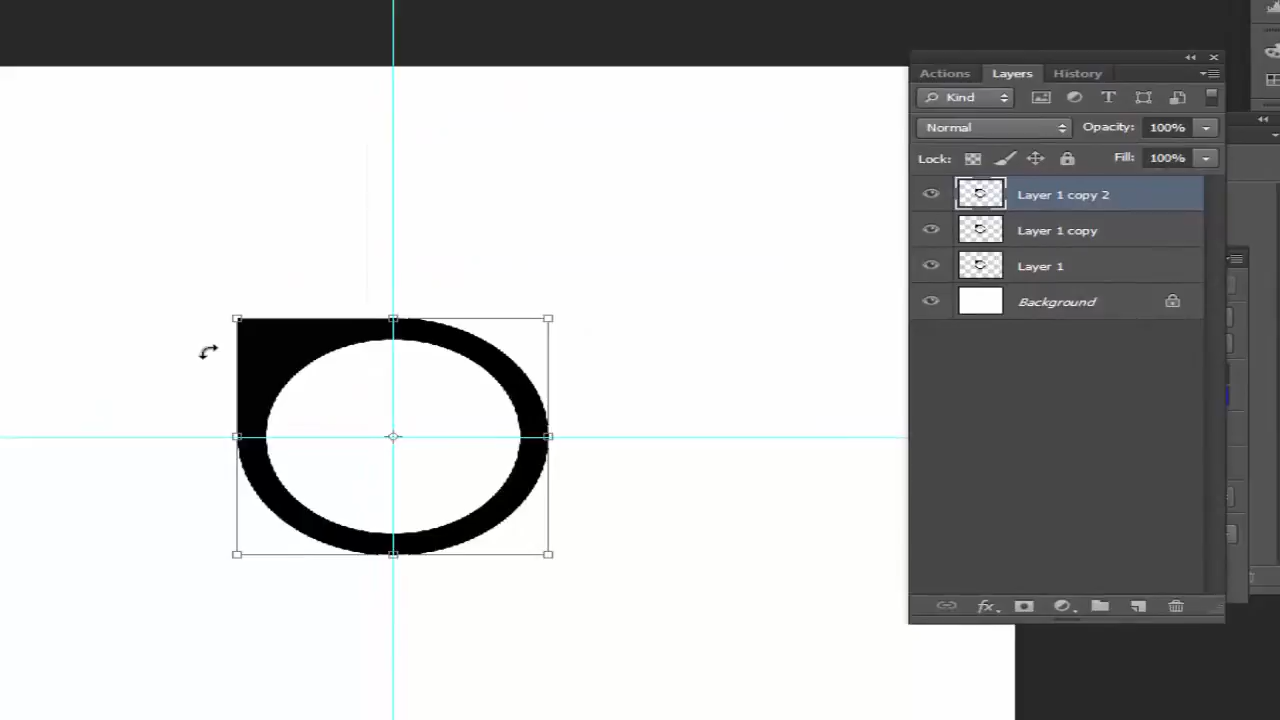 Actions Layers History
Kind
Normal Opacity: 100%
Lock: Fill: 100%
Layer 1 copy 2
Layer 1 copy
Layer 1
Background
fx